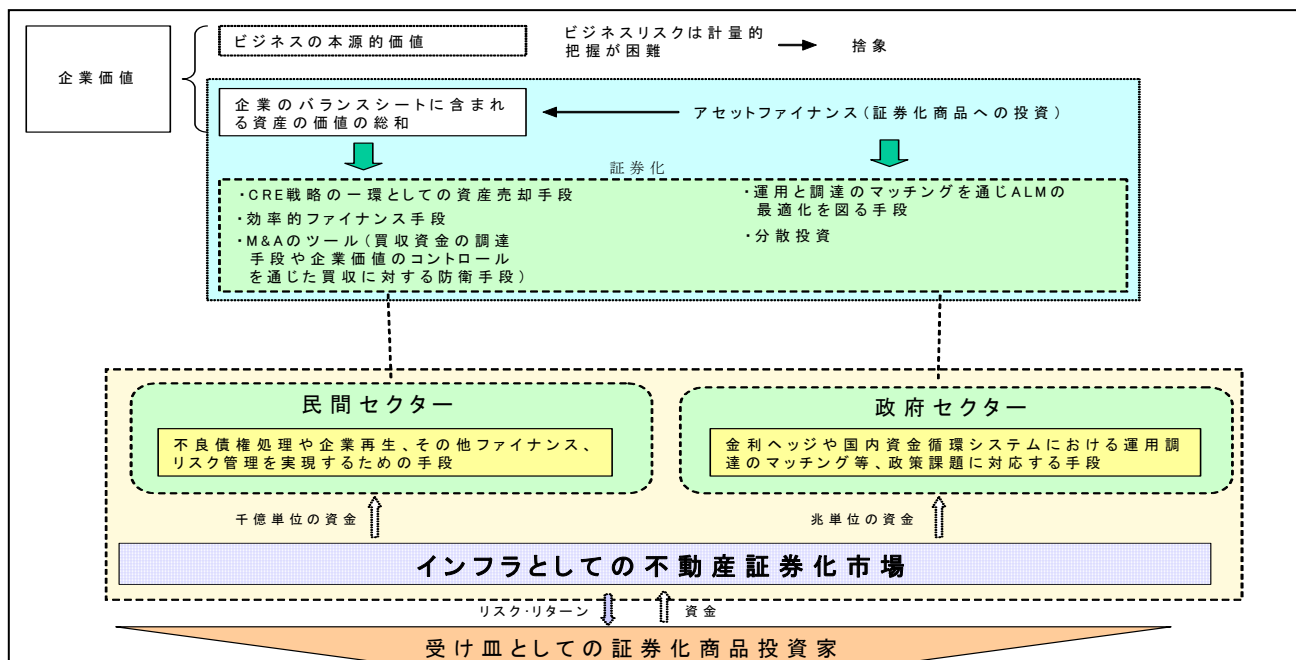 企業価値
ビジネスの本源的価値
ビジネスリスクは計量的
把握が困難
捨象
企業のバランスシートに含まれ
る資産の価値の総和
アセットファイナンス(証券化商品への投資)
証券化
・CRE戦略の一環としての資産売却手段
・効率的ファイナンス手段
・M&Aのツール(買収資金の調達
手段や企業価値のコントロール
を通じた買収に対する防衛手段)
・運用と調達のマッチングを通じALMの
最適化を図る手段
・分散投資
民間セクター
不良債権処理や企業再生、その他ファイナンス、
リスク管理を実現するための手段
政府セクター
金利ヘッジや国内資金循環システムにおける運用調
達のマッチング等、政策課題に対応する手段
千億単位の資金
兆単位の資金
インフラとしての不動産証券化市場
リスク・リターン
資金
受け皿としての証券化商品投資家